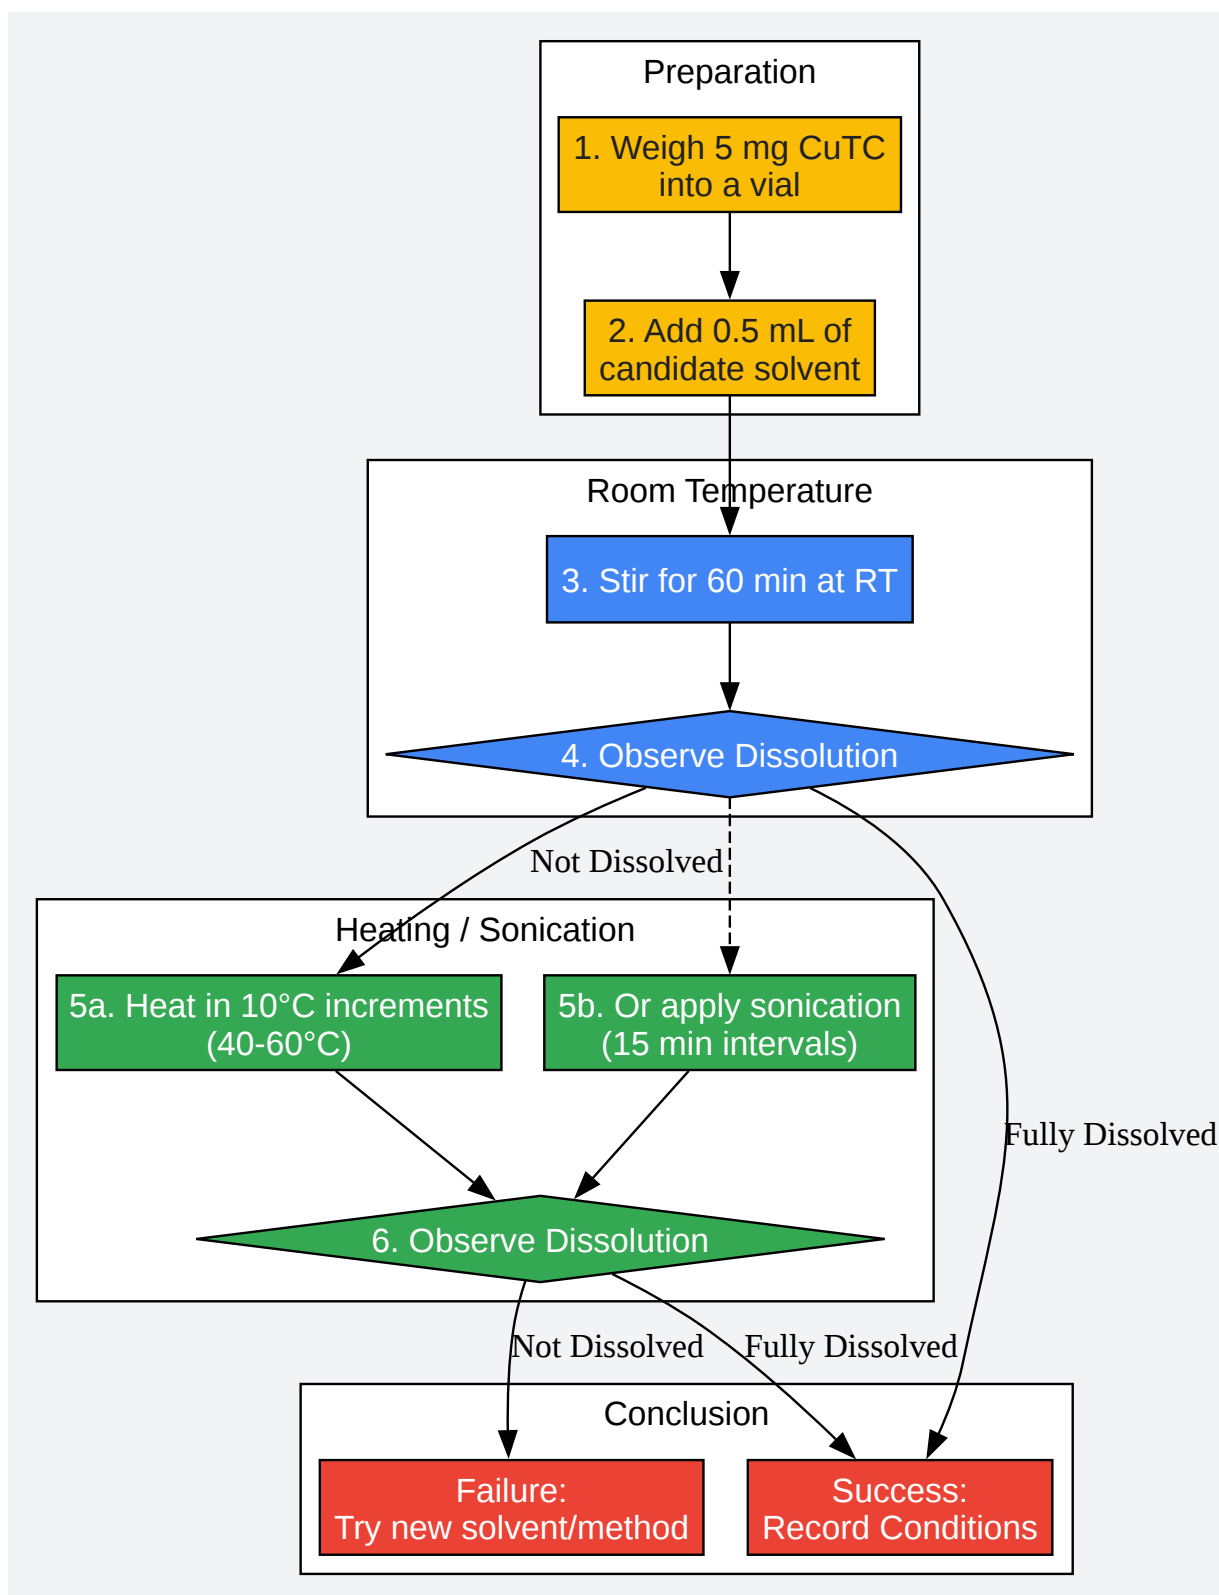 Preparation
1. Weigh 5 mg CuTC
into a vial
2. Add 0.5 mL of
candidate solvent
Room Temperature
3. Stir for 60 min at RT
4. Observe Dissolution
Not Dissolved
Heating / Sonication
5a. Heat in 10°C increments
(40-60°C)
5b. Or apply sonication
(15 min intervals)
Fully Dissolved
6. Observe Dissolution
Not Dissolved
Fully Dissolved
Conclusion
Failure:
Try new solvent/method
Success:
Record Conditions